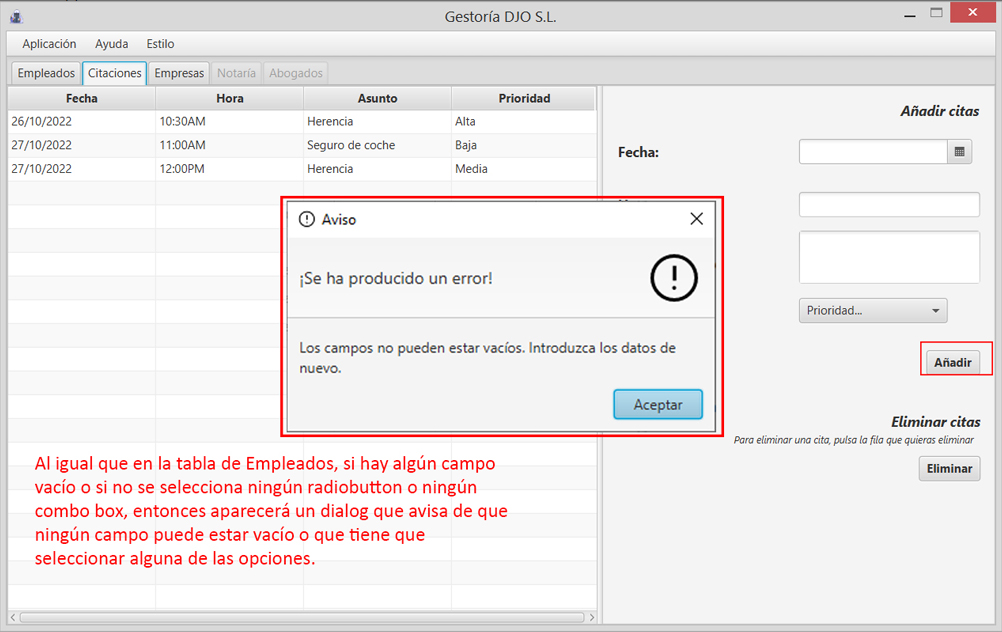 Gestoría DJO S.L.
Aplicación Ayuda Estilo
Empleados Citaciones Empresas Notaría Abogados
Fecha Hora Asunto Prioridad
26/10/2022 10:30AM Herencia Alta
27/10/2022 11:00AM Seguro de coche Baja
27/10/2022 12:00PM Herencia Media
Añadir citas
Fecha:
Prioridad...
Añadir
Eliminar citas
Para eliminar una cita, pulsa la fila que quieras eliminar
Eliminar
Aviso
¡Se ha producido un error!
Los campos no pueden estar vacíos. Introduzca los datos de
nuevo.
Aceptar
Al igual que en la tabla de Empleados, si hay algún campo
vacío o si no se selecciona ningún radiobutton o ningún
combo box, entonces aparecerá un dialog que avisa de que
ningún campo puede estar vacío o que tiene que
seleccionar alguna de las opciones.